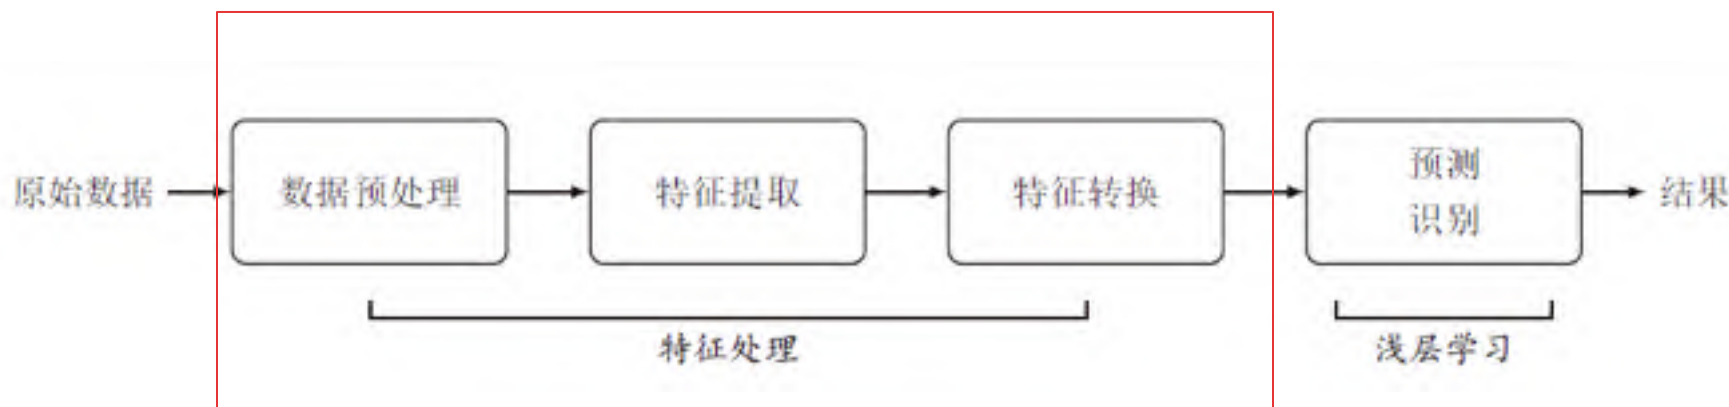 原始数据
数据预处理
特征提取
特征转换
预测
识别
结果
特征处理
浅层学习